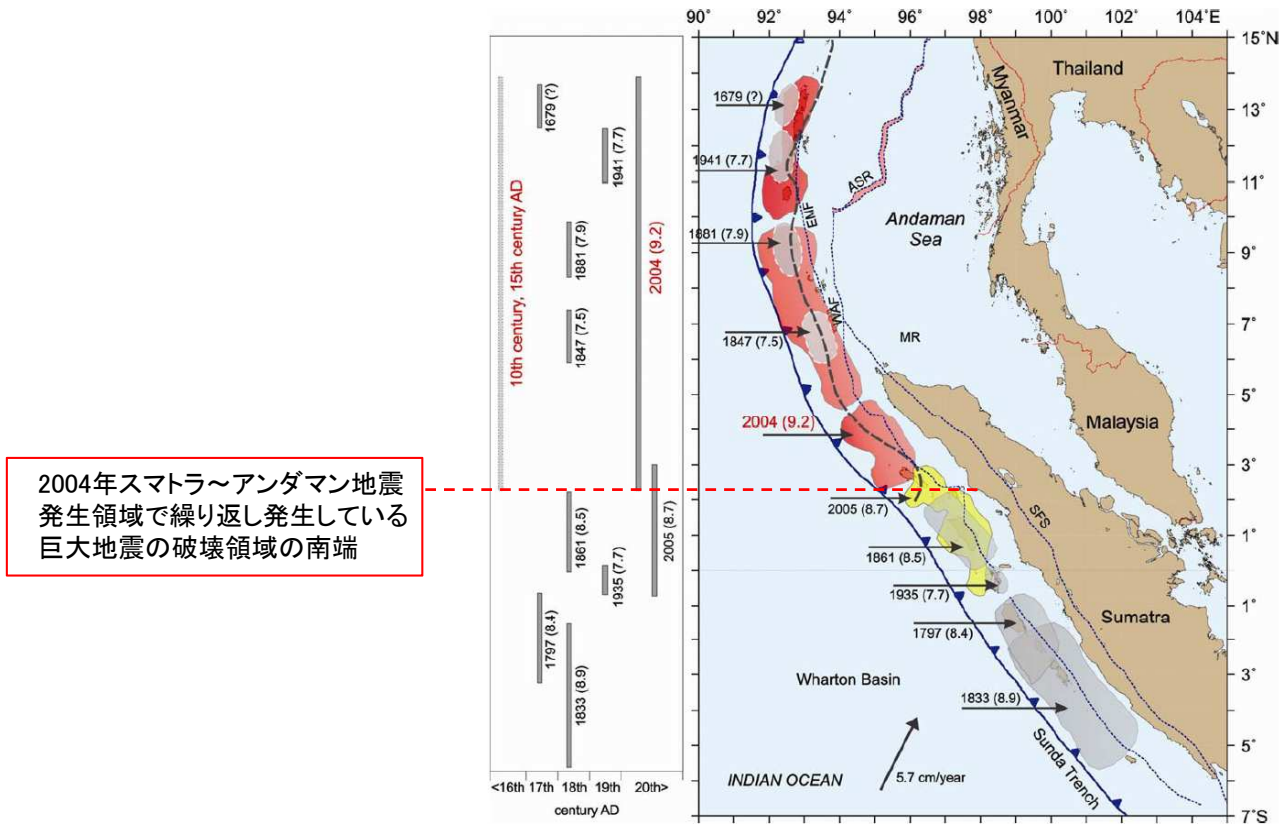 2004年スマトラ～アンダマン地震
発生領域で繰り返し発生している
巨大地震の破壊領域の南端
10th century, 15th century AD
1679 (?)
1941 (7.7)
1881 (7.9)
1847 (7.5)
2004 (9.2)
2005 (8.7)
1861 (8.5)
1935 (7.7)
1797 (8.4)
1833 (8.9)
<16th 17th 18th 19th 20th>
century AD
90° 92° 94° 96° 98° 100° 102° 104°E
15°N
13°
11°
9°
7°
5°
3°
1°
1°
3°
5°
7°S
Thailand
Myanmar
1679 (?)
1941 (7.7)
ASR
EMF
Andaman
Sea
1881 (7.9)
WAF
1847 (7.5)
MR
2004 (9.2)
Malaysia
2005 (8.7)
SFS
1861 (8.5)
1935 (7.7)
Sumatra
1797 (8.4)
Wharton Basin
1833 (8.9)
Sunda Trench
5.7 cm/year
INDIAN OCEAN